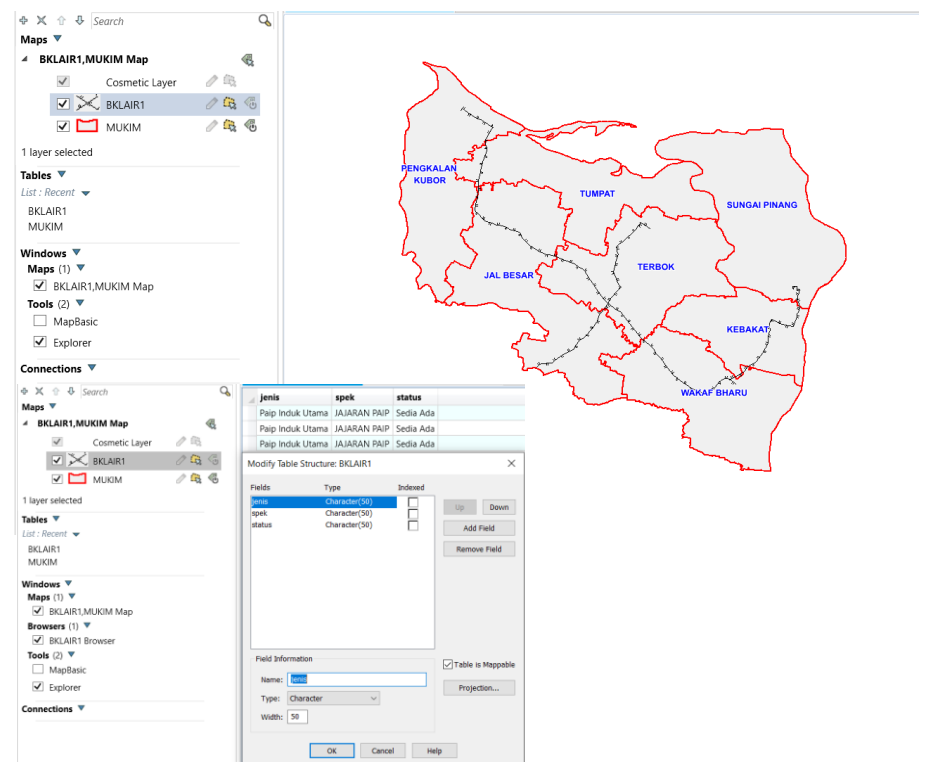 Search
Maps
BKLAIR1,MUKIM Map
Cosmetic Layer
BKLAIR1
MUKIM
1 layer selected
Tables
List : Recent
BKLAIR1
MUKIM
Windows
Maps (1)
BKLAIR1,MUKIM Map
Tools (2)
MapBasic
Explorer
Connections
PENGKALAN
KUBOR
TUMPAT
SUNGAI PINANG
JAL BESAR
TERBOK
KEBAKAT
WAKAF BHARU
Search
Maps
BKLAIR1,MUKIM Map
Cosmetic Layer
BKLAIR1
MUKIM
1 layer selected
Tables
List : Recent
BKLAIR1
MUKIM
Windows
Maps (1)
BKLAIR1,MUKIM Map
Browsers (1)
BKLAIR1 Browser
Tools (2)
MapBasic
Explorer
Connections
jenis spek status
Paip Induk Utama JAJARAN PAIP Sedia Ada
Paip Induk Utama JAJARAN PAIP Sedia Ada
Paip Induk Utama JAJARAN PAIP Sedia Ada
Modify Table Structure: BKLAIR1
Fields Type Indexed
jenis Character(50)
spek Character(50)
status Character(50)
Up Down
Add Field
Remove Field
Field Information
Name: jenis
Type: Character
Width: 50
Table is Mappable
Projection...
OK Cancel Help